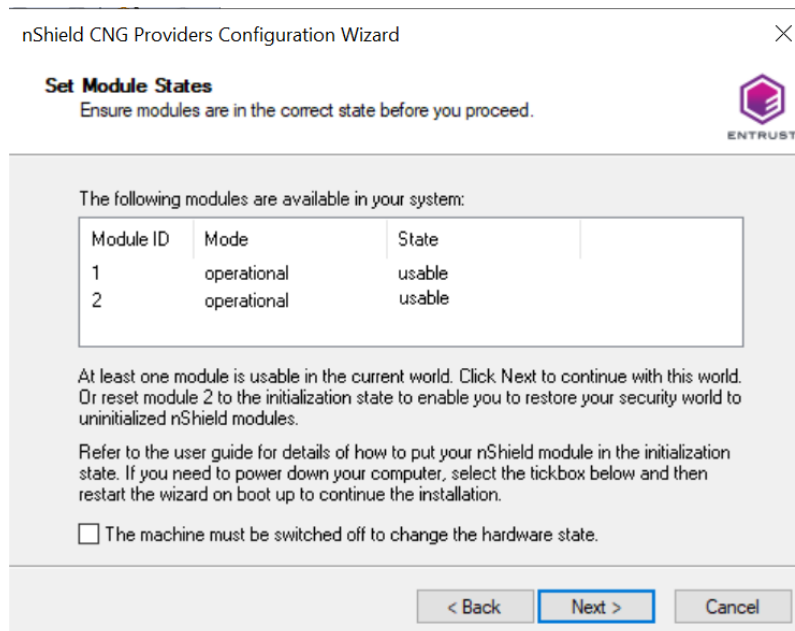 nShield CNG Providers Configuration Wizard
Set Module States
Ensure modules are in the correct state before you proceed.
ENTRUST
The following modules are available in your system:
Module ID Mode State
1 operational usable
2 operational usable
At least one module is usable in the current world. Click Next to continue with this world.
Or reset module 2 to the initialization state to enable you to restore your security world to
uninitialized nShield modules.
Refer to the user guide for details of how to put your nShield module in the initialization
state. If you need to power down your computer, select the tickbox below and then
restart the wizard on boot up to continue the installation.
The machine must be switched off to change the hardware state.
< Back Next > Cancel